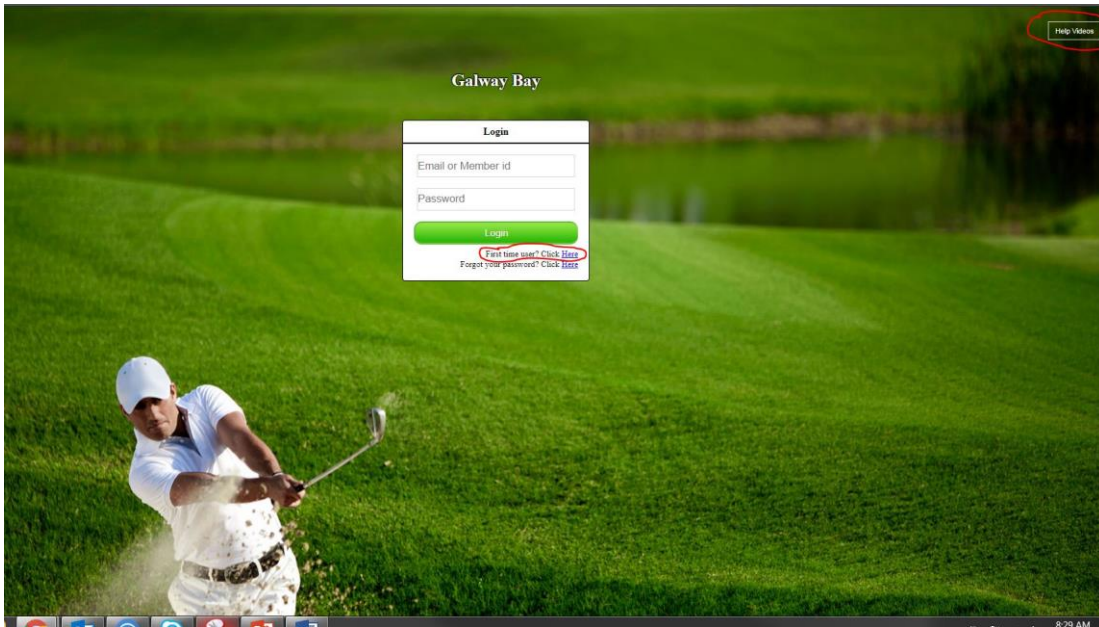 Help Videos
Galway Bay
Login
Email or Member id
Password
Login
First time user? Click Here
Forgot your password? Click Here
8:29 AM